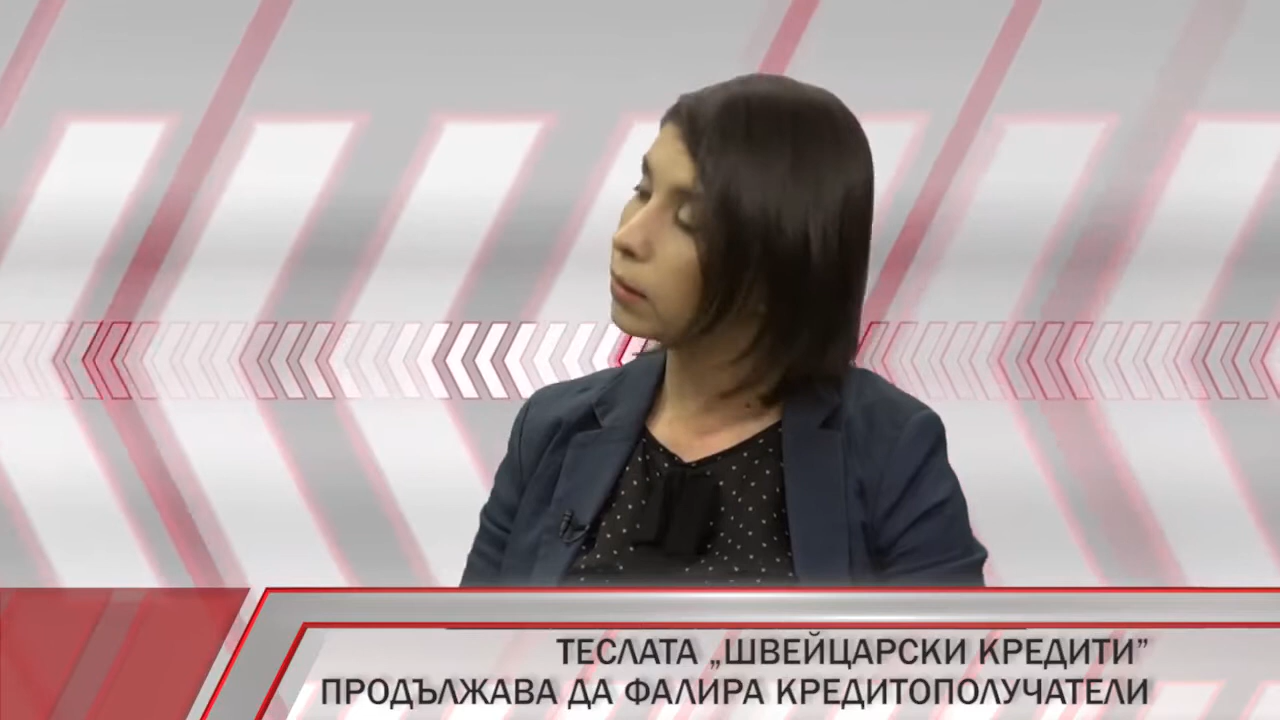 ТЕСЛАТА „ШВЕЙЦАРСКИ КРЕДИТИ”
ПРОДЪЛЖАВА ДА ФАЛИРА КРЕДИТОПОЛУЧАТЕЛИ